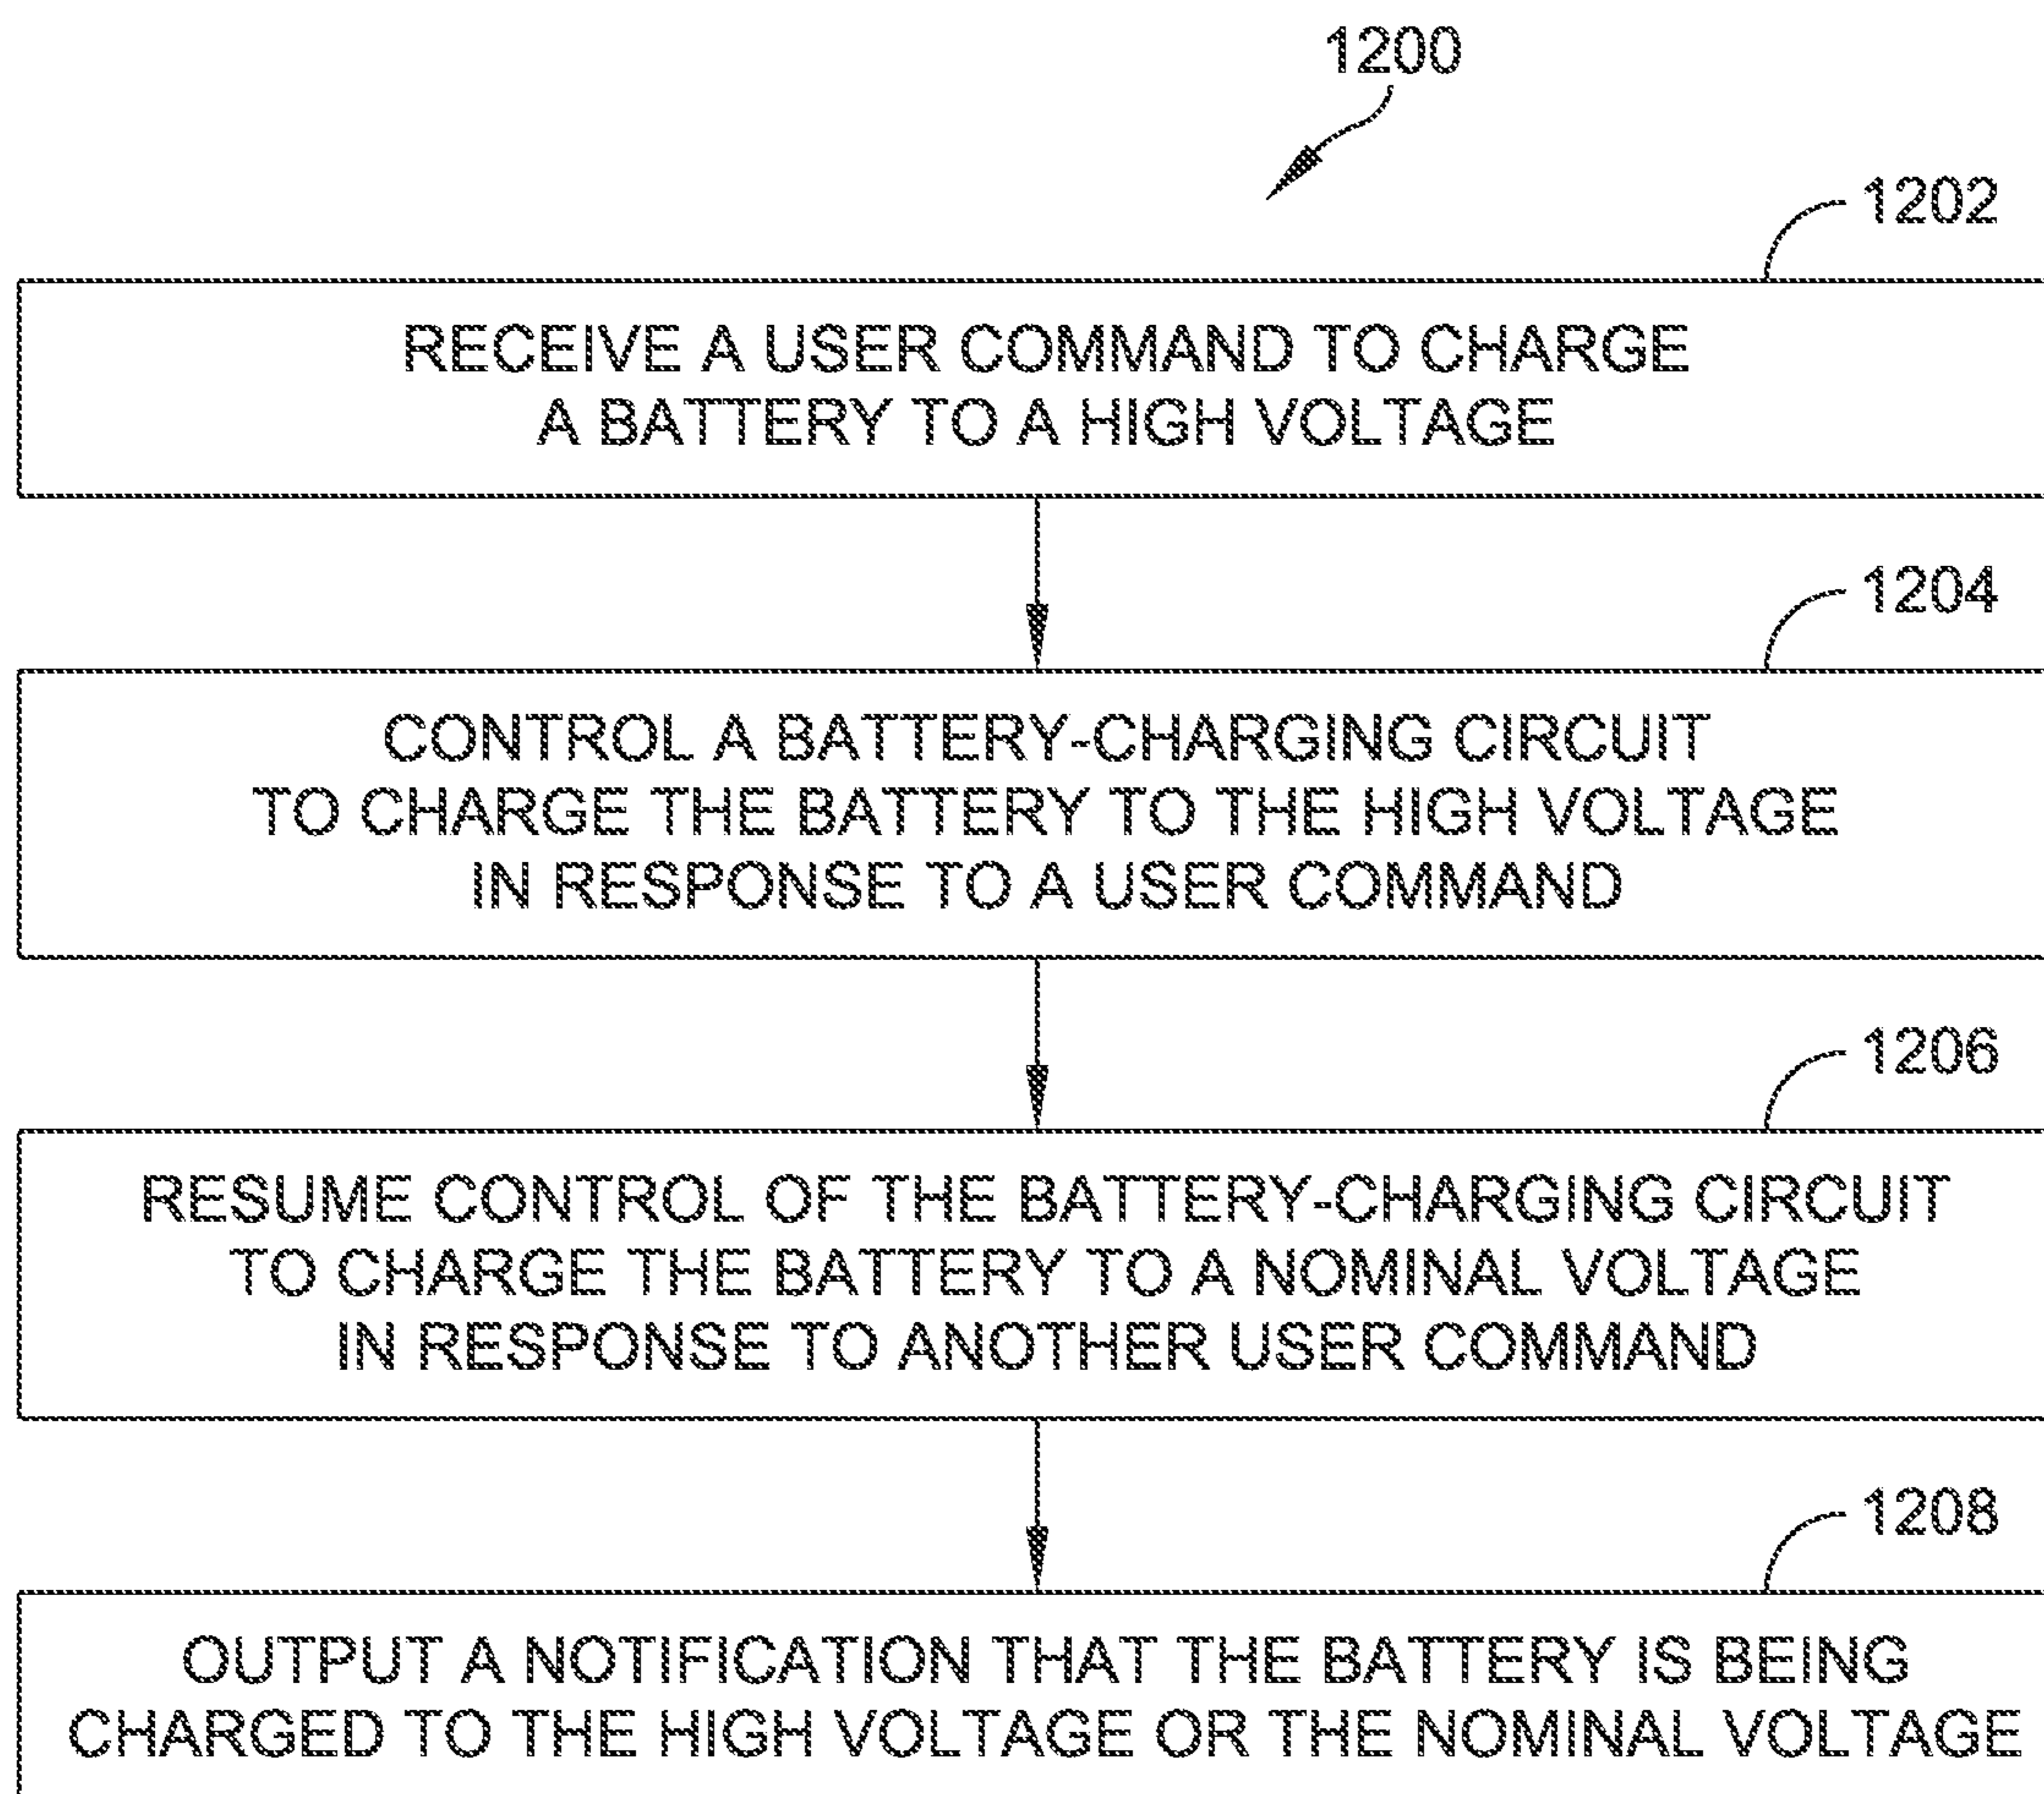 1200
1202
RECEIVE A USER COMMAND TO CHARGE
A BATTERY TO A HIGH VOLTAGE
1204
CONTROL A BATTERY-CHARGING CIRCUIT
TO CHARGE THE BATTERY TO THE HIGH VOLTAGE
IN RESPONSE TO A USER COMMAND
1206
RESUME CONTROL OF THE BATTERY-CHARGING CIRCUIT
TO CHARGE THE BATTERY TO A NOMINAL VOLTAGE
IN RESPONSE TO ANOTHER USER COMMAND
1208
OUTPUT A NOTIFICATION THAT THE BATTERY IS BEING
CHARGED TO THE HIGH VOLTAGE OR THE NOMINAL VOLTAGE